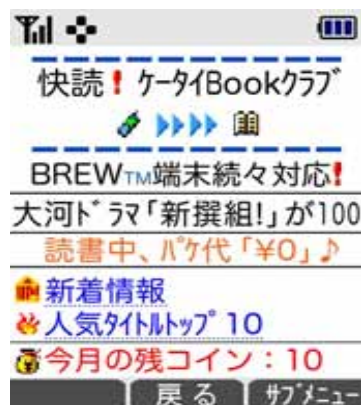 快読！ ｹｰﾀｲBookｸﾗﾌﾞ
BREW™端末続々対応！
大河ﾄﾞﾗﾏ｢新撰組!｣が100
読書中、ﾊﾟｹ代｢¥0｣♪
新着情報
人気ﾀｲﾄﾙﾄｯﾌﾟ10
今月の残コイン：10
戻る ｻﾌﾞﾒﾆｭｰ